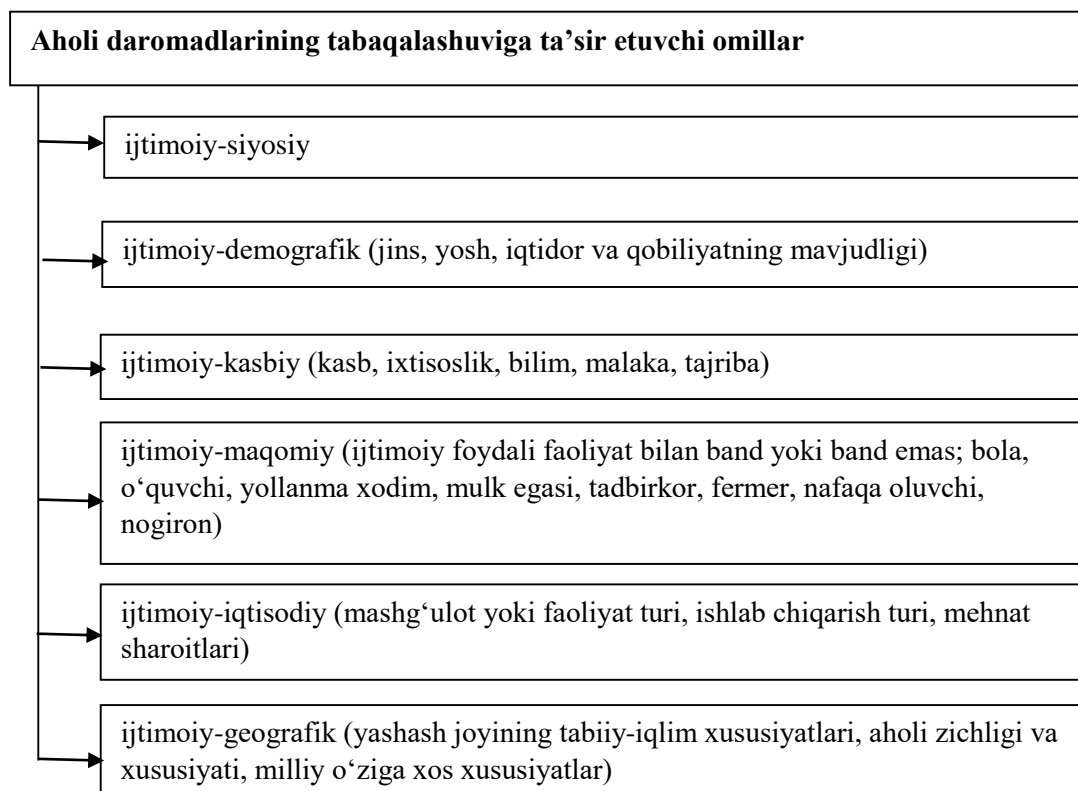 Aholi daromadlarining tabaqalashuviga ta’sir etuvchi omillar
ijtimoiy-siyosiy
ijtimoiy-demografik (jins, yosh, iqtidor va qobiliyatning mavjudligi)
ijtimoiy-kasbiy (kasb, ixtisoslik, bilim, malaka, tajriba)
ijtimoiy-maqomiy (ijtimoiy foydali faoliyat bilan band yoki band emas; bola,
o‘quvchi, yollanma xodim, mulk egasi, tadbirkor, fermer, nafaqa oluvchi,
nogiron)
ijtimoiy-iqtisodiy (mashg‘ulot yoki faoliyat turi, ishlab chiqarish turi, mehnat
sharoitlari)
ijtimoiy-geografik (yashash joyining tabiiy-iqlim xususiyatlari, aholi zichligi va
xususiyati, milliy o‘ziga xos xususiyatlar)